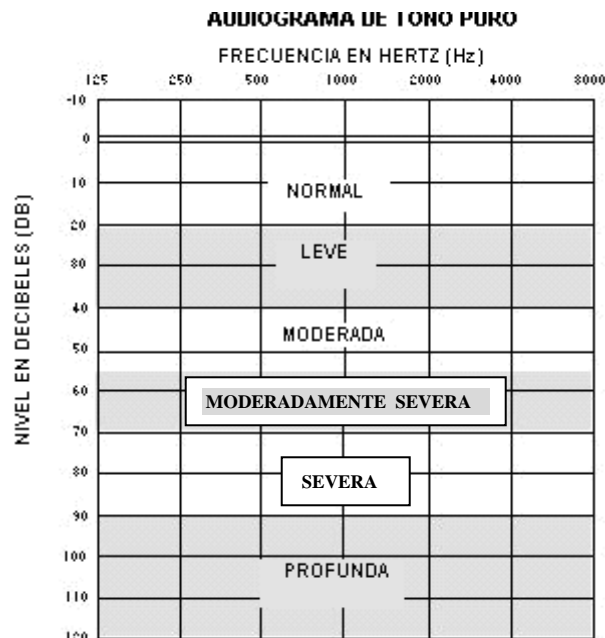 AUDIOGRAMA DE TONO PURO
FRECUENCIA EN HERTZ (Hz)
125 250 500 1000 2000 4000 8000
-10
0
10
NORMAL
20
LEVE
30
40
MODERADA
50
60
MODERADAMENTE SEVERA
70
80
SEVERA
90
100
PROFUNDA
110
120
NIVEL EN DECIBELES (DB)